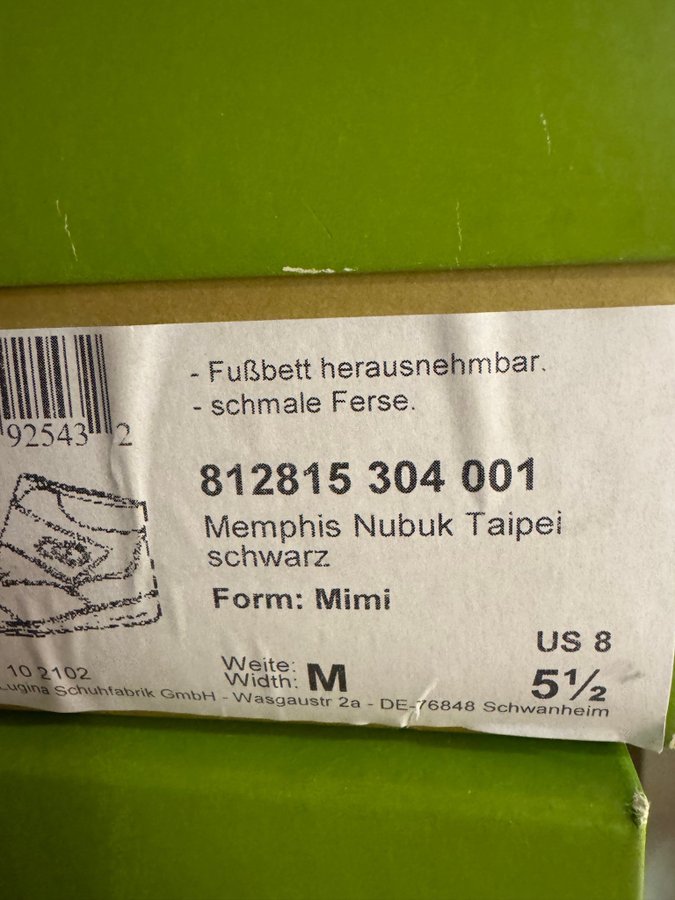 - Fußbett herausnehmbar.
- schmale Ferse.
92543 2
812815 304 001
Memphis Nubuk Taipei
schwarz
Form: Mimi
US 8
5½
Weite:
Width: M
10 2102
Lugina Schuhfabrik GmbH - Wasgaustr 2a - DE-76848 Schwanheim